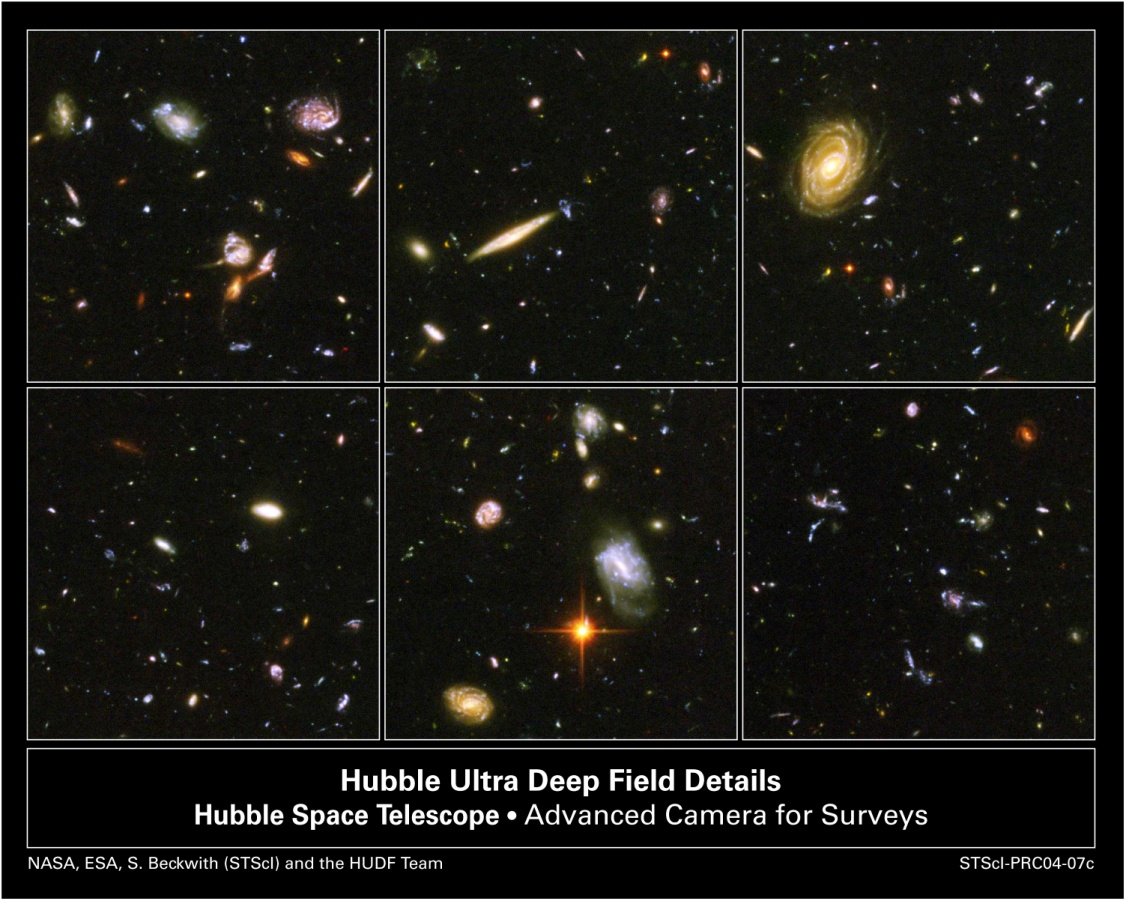 Hubble Ultra Deep Field Details
Hubble Space Telescope • Advanced Camera for Surveys
NASA, ESA, S. Beckwith (STScI) and the HUDF Team
STScI-PRC04-07c